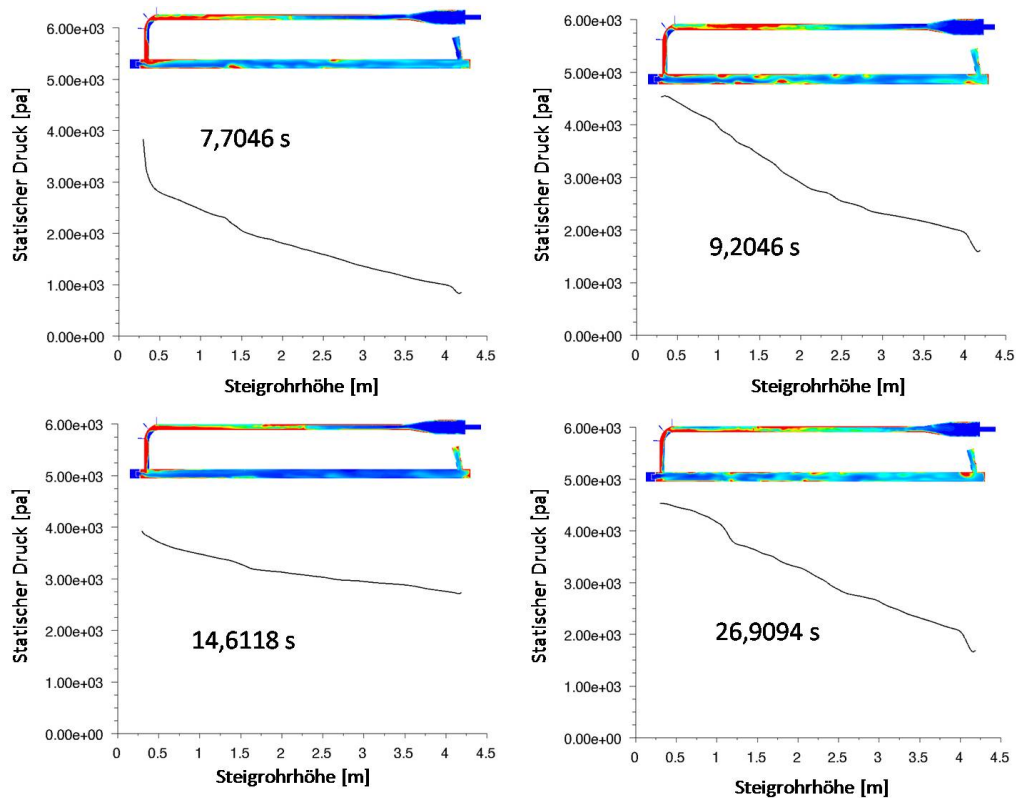 6.00e+03
5.00e+03
4.00e+03
3.00e+03
2.00e+03
1.00e+03
0.00e+00
Statischer Druck [pa]
7,7046 s
0 0.5 1 1.5 2 2.5 3 3.5 4 4.5
Steigrohrhöhe [m]
6.00e+03
5.00e+03
4.00e+03
3.00e+03
2.00e+03
1.00e+03
0.00e+00
Statischer Druck [pa]
9,2046 s
0 0.5 1 1.5 2 2.5 3 3.5 4 4.5
Steigrohrhöhe [m]
6.00e+03
5.00e+03
4.00e+03
3.00e+03
2.00e+03
1.00e+03
0.00e+00
Statischer Druck [pa]
14,6118 s
0 0.5 1 1.5 2 2.5 3 3.5 4 4.5
Steigrohrhöhe [m]
6.00e+03
5.00e+03
4.00e+03
3.00e+03
2.00e+03
1.00e+03
0.00e+00
Statischer Druck [pa]
26,9094 s
0 0.5 1 1.5 2 2.5 3 3.5 4 4.5
Steigrohrhöhe [m]